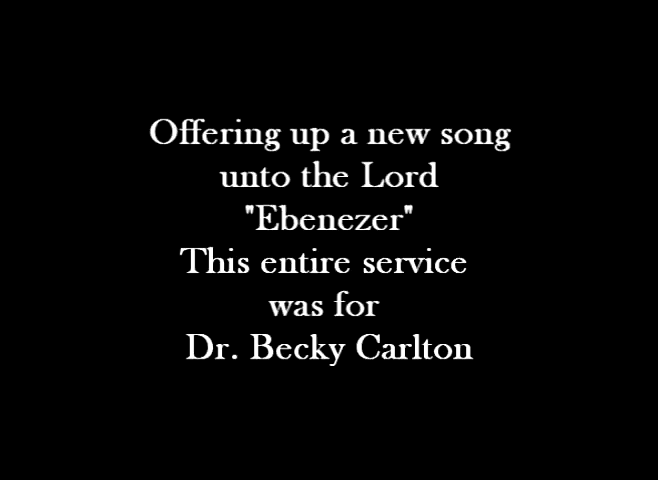 Offering up a new song
unto the Lord
"Ebenezer"
This entire service
was for
Dr. Becky Carlton